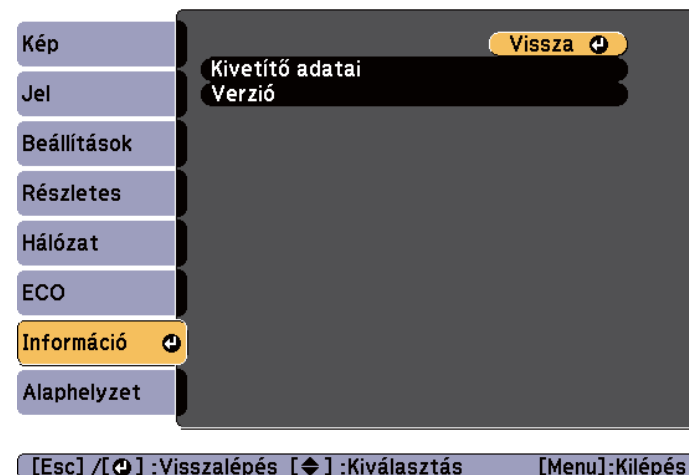 Kép
Vissza
Kivetítő adatai
Jel
Verzió
Beállítások
Részletes
Hálózat
ECO
Információ
Alaphelyzet
[Esc] /[ ] :Visszalépés [ ] :Kiválasztás [Menu]:Kilépés